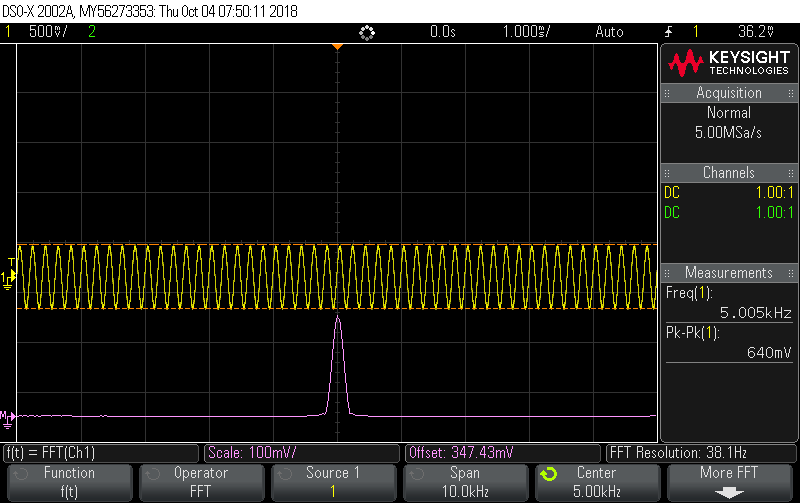 DSO-X 2002A, MY56273353: Thu Oct 04 07:50:11 2018
1 500mV/ 2 0.0s 1.000ms/ Auto 1 36.2mV
KEYSIGHT
TECHNOLOGIES
Acquisition
Normal
5.00MSa/s
Channels
DC 1.00:1
DC 1.00:1
T
1
Measurements
Freq(1):
5.005kHz
Pk-Pk(1):
640mV
M
f(t) = FFT(Ch1) Scale: 100mV/ Offset: 347.43mV FFT Resolution: 38.1Hz
Function Operator Source 1 Span Center More FFT
f(t) FFT 1 10.0kHz 5.00kHz